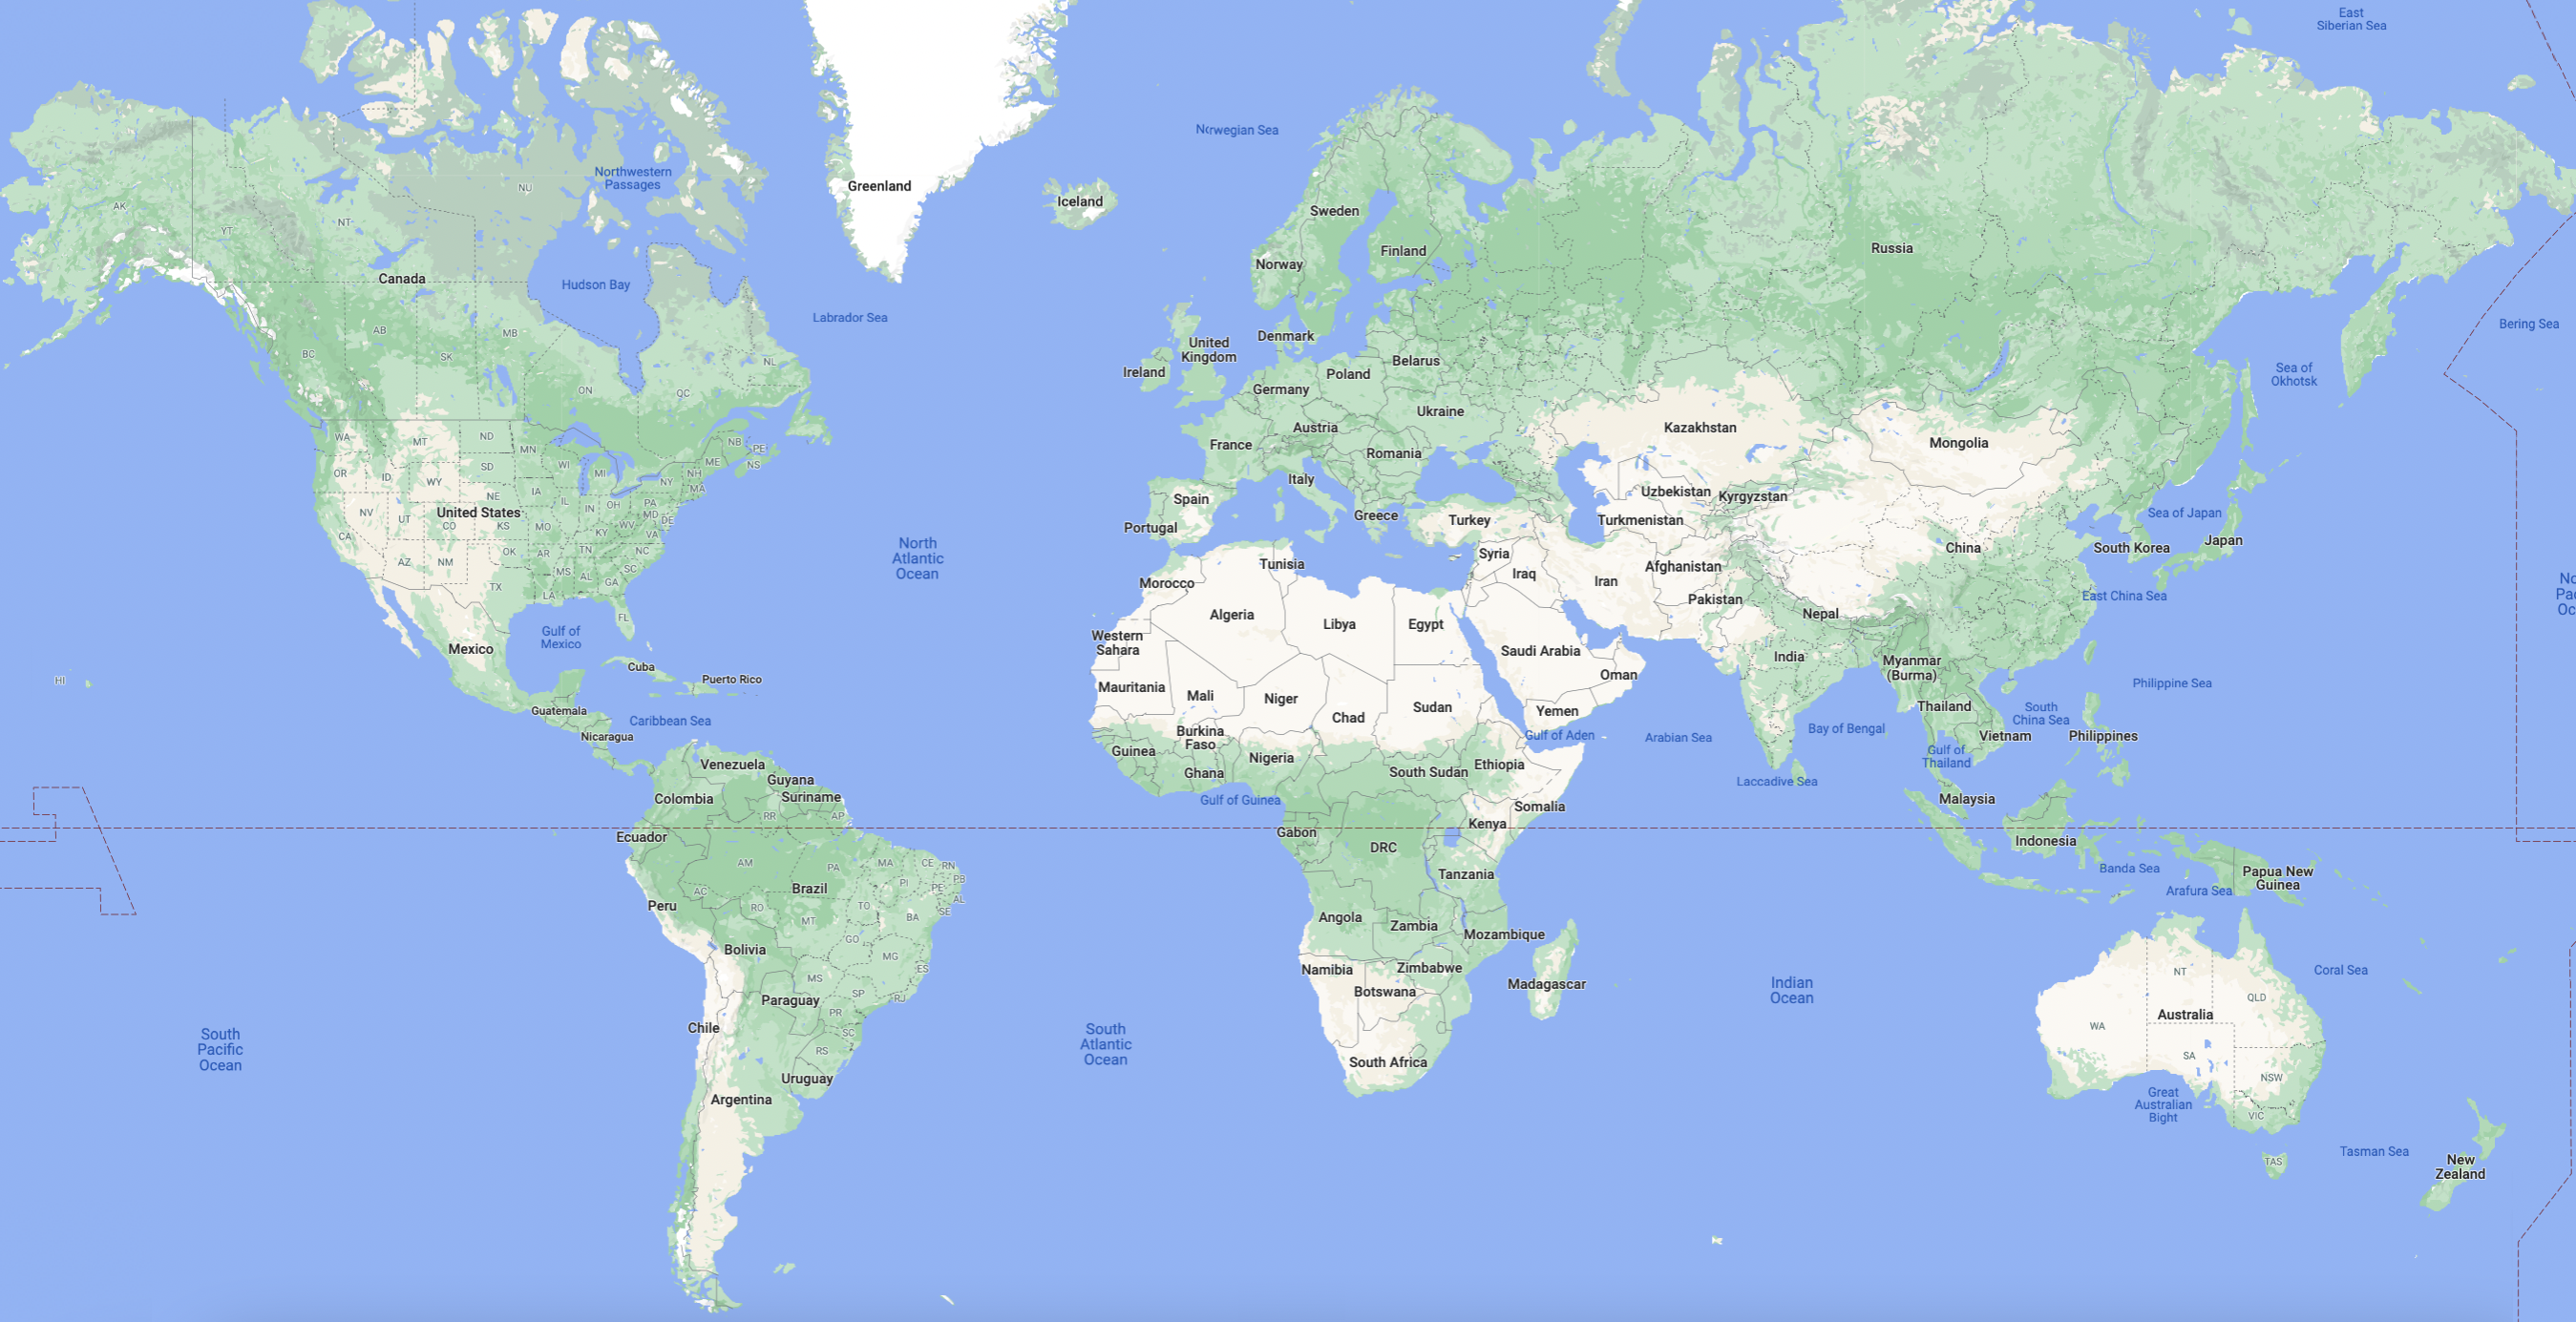 East
Siberian Sea
Norwegian Sea
Northwestern
Passages
Greenland
NU
Iceland
AK
Sweden
NT
YT
Finland
Russia
Norway
Canada
Hudson Bay
Labrador Sea
Bering Sea
AB
MB
Denmark
United
Kingdom
BC
SK
NL
Belarus
Sea of
Okhotsk
Ireland
Poland
ON
QC
Germany
Ukraine
Kazakhstan
Austria
WA
MT
ND
NB
PE
Mongolia
France
MN
Romania
ME
NS
WI
OR
ID
SD
MI
NH
WY
NY
MA
Italy
Uzbekistan
Kyrgyzstan
NE
IA
Spain
IL
IN
OH
PA
NV
United States
MD
DE
Sea of Japan
UT
CO
KS
MO
WV
Greece
Turkey
Turkmenistan
Portugal
KY
VA
CA
Japan
OK
AR
TN
NC
South Korea
China
Syria
AZ
NM
Tunisia
Afghanistan
North
Atlantic
Ocean
MS
AL
GA
SC
Iraq
Iran
Morocco
TX
LA
East China Sea
Pakistan
Algeria
Libya
Egypt
Nepal
FL
Gulf of
Mexico
Western
Sahara
Mexico
Saudi Arabia
India
Cuba
Myanmar
(Burma)
Oman
HI
Puerto Rico
Philippine Sea
Mauritania
Mali
Niger
Sudan
Thailand
South
China Sea
Guatemala
Yemen
Chad
Caribbean Sea
Bay of Bengal
Nicaragua
Burkina
Faso
Gulf of Aden
Arabian Sea
Vietnam
Philippines
Guinea
Nigeria
Gulf of
Thailand
Venezuela
Ghana
South Sudan
Ethiopia
Guyana
Laccadive Sea
Colombia
Suriname
Gulf of Guinea
Malaysia
Somalia
RR
AP
Kenya
Gabon
Ecuador
Indonesia
DRC
AM
PA
MA
CE
RN
Banda Sea
Papua New
Guinea
Tanzania
PB
Brazil
PI
PE
AC
AL
Arafura Sea
Peru
RO
TO
SE
MT
BA
Angola
Zambia
Mozambique
GO
Bolivia
MG
ES
Namibia
Zimbabwe
NT
Coral Sea
MS
Madagascar
Botswana
Indian
Ocean
SP
RJ
Paraguay
QLD
PR
Australia
Chile
SC
WA
South
Pacific
Ocean
South
Atlantic
Ocean
RS
SA
South Africa
Uruguay
NSW
Argentina
Great
Australian
Bight
VIC
Tasman Sea
TAS
New
Zealand